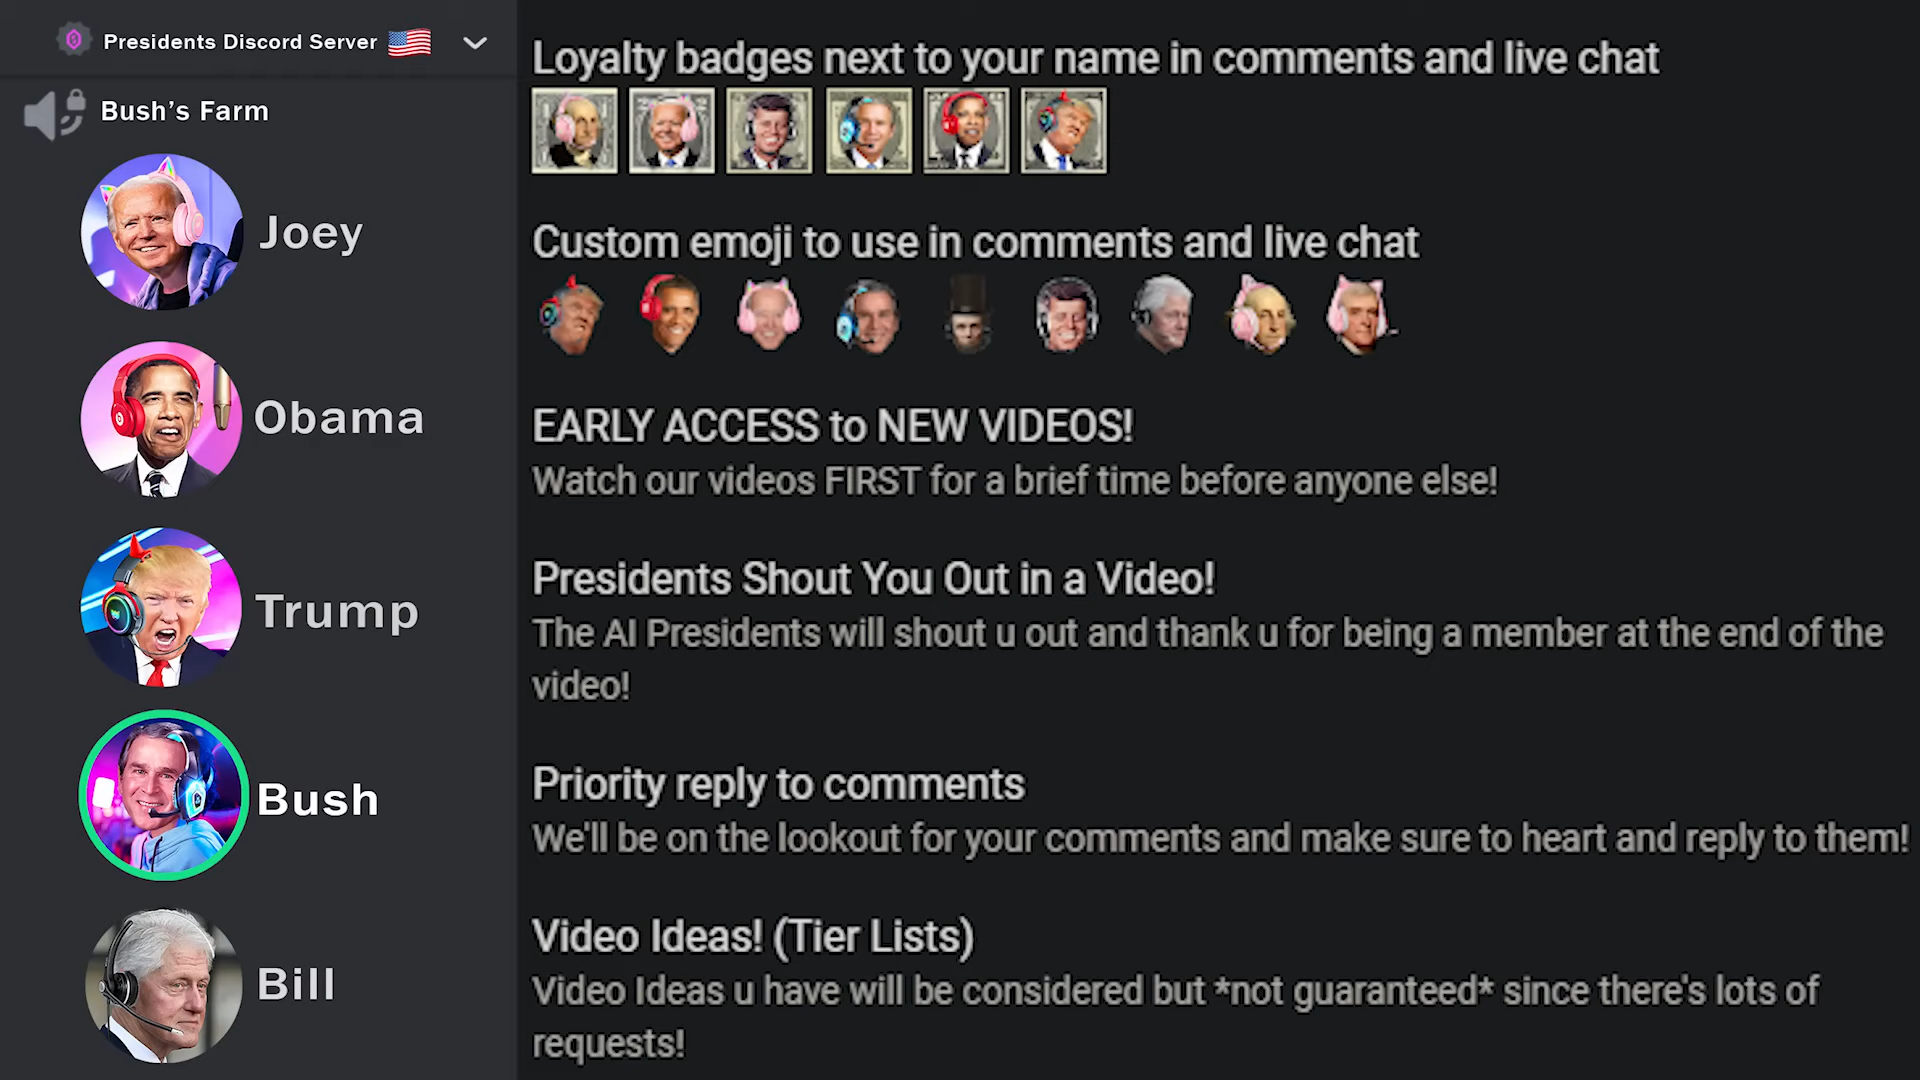 Presidents Discord Server
Bush's Farm
Joey
Obama
Trump
Bush
Bill
Loyalty badges next to your name in comments and live chat
Custom emoji to use in comments and live chat
EARLY ACCESS to NEW VIDEOS!
Watch our videos FIRST for a brief time before anyone else!
Presidents Shout You Out in a Video!
The AI Presidents will shout u out and thank u for being a member at the end of the
video!
Priority reply to comments
We'll be on the lookout for your comments and make sure to heart and reply to them!
Video Ideas! (Tier Lists)
Video Ideas u have will be considered but *not guaranteed* since there's lots of
requests!